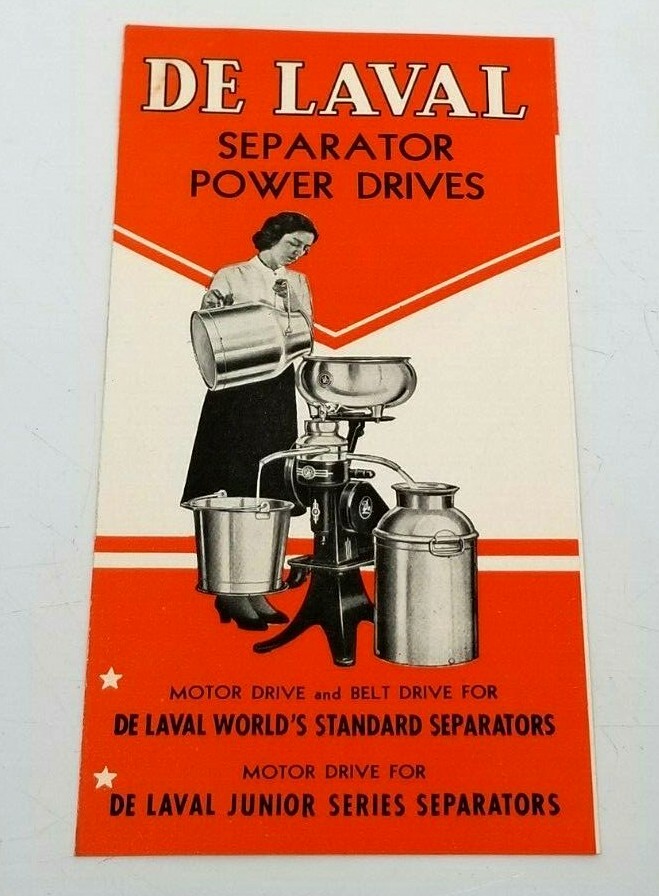 DE LAVAL
SEPARATOR
POWER DRIVES
MOTOR DRIVE and BELT DRIVE FOR
DE LAVAL WORLD'S STANDARD SEPARATORS
MOTOR DRIVE FOR
DE LAVAL JUNIOR SERIES SEPARATORS